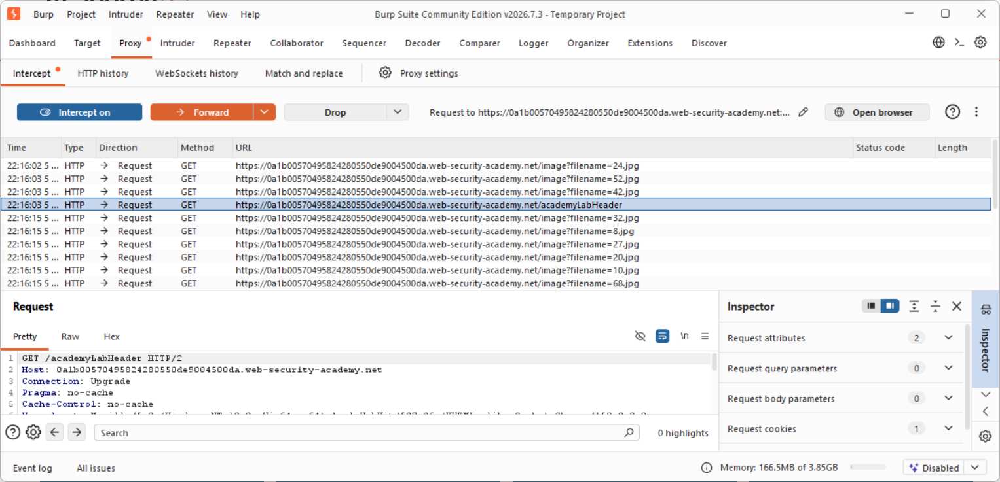 Burp Project Intruder Repeater View Help Burp Suite Community Edition v2026.7.3 - Temporary Project
Dashboard Target Proxy Intruder Repeater Collaborator Sequencer Decoder Comparer Logger Organizer Extensions Discover
Intercept HTTP history WebSockets history Match and replace Proxy settings
Intercept on Forward Drop Request to https://0a1b00570495824280550de9004500da.web-security-academy.net:... Open browser
Time Type Direction Method URL Status code Length
22:16:02 5 ... HTTP → Request GET https://0a1b00570495824280550de9004500da.web-security-academy.net/image?filename=24.jpg
22:16:03 5 ... HTTP → Request GET https://0a1b00570495824280550de9004500da.web-security-academy.net/image?filename=52.jpg
22:16:03 5 ... HTTP → Request GET https://0a1b00570495824280550de9004500da.web-security-academy.net/image?filename=42.jpg
22:16:03 5 ... HTTP → Request GET https://0a1b00570495824280550de9004500da.web-security-academy.net/academyLabHeader
22:16:15 5 ... HTTP → Request GET https://0a1b00570495824280550de9004500da.web-security-academy.net/image?filename=32.jpg
22:16:15 5 ... HTTP → Request GET https://0a1b00570495824280550de9004500da.web-security-academy.net/image?filename=8.jpg
22:16:15 5 ... HTTP → Request GET https://0a1b00570495824280550de9004500da.web-security-academy.net/image?filename=27.jpg
22:16:15 5 ... HTTP → Request GET https://0a1b00570495824280550de9004500da.web-security-academy.net/image?filename=20.jpg
22:16:15 5 ... HTTP → Request GET https://0a1b00570495824280550de9004500da.web-security-academy.net/image?filename=10.jpg
22:16:15 5 ... HTTP → Request GET https://0a1b00570495824280550de9004500da.web-security-academy.net/image?filename=68.jpg
Request
Pretty Raw Hex \n
1 GET /academyLabHeader HTTP/2
2 Host: 0a1b00570495824280550de9004500da.web-security-academy.net
3 Connection: Upgrade
4 Pragma: no-cache
5 Cache-Control: no-cache
Search 0 highlights
Inspector
Request attributes 2
Request query parameters 0
Request body parameters 0
Request cookies 1
Inspector
Event log All issues Memory: 166.5MB of 3.85GB Disabled